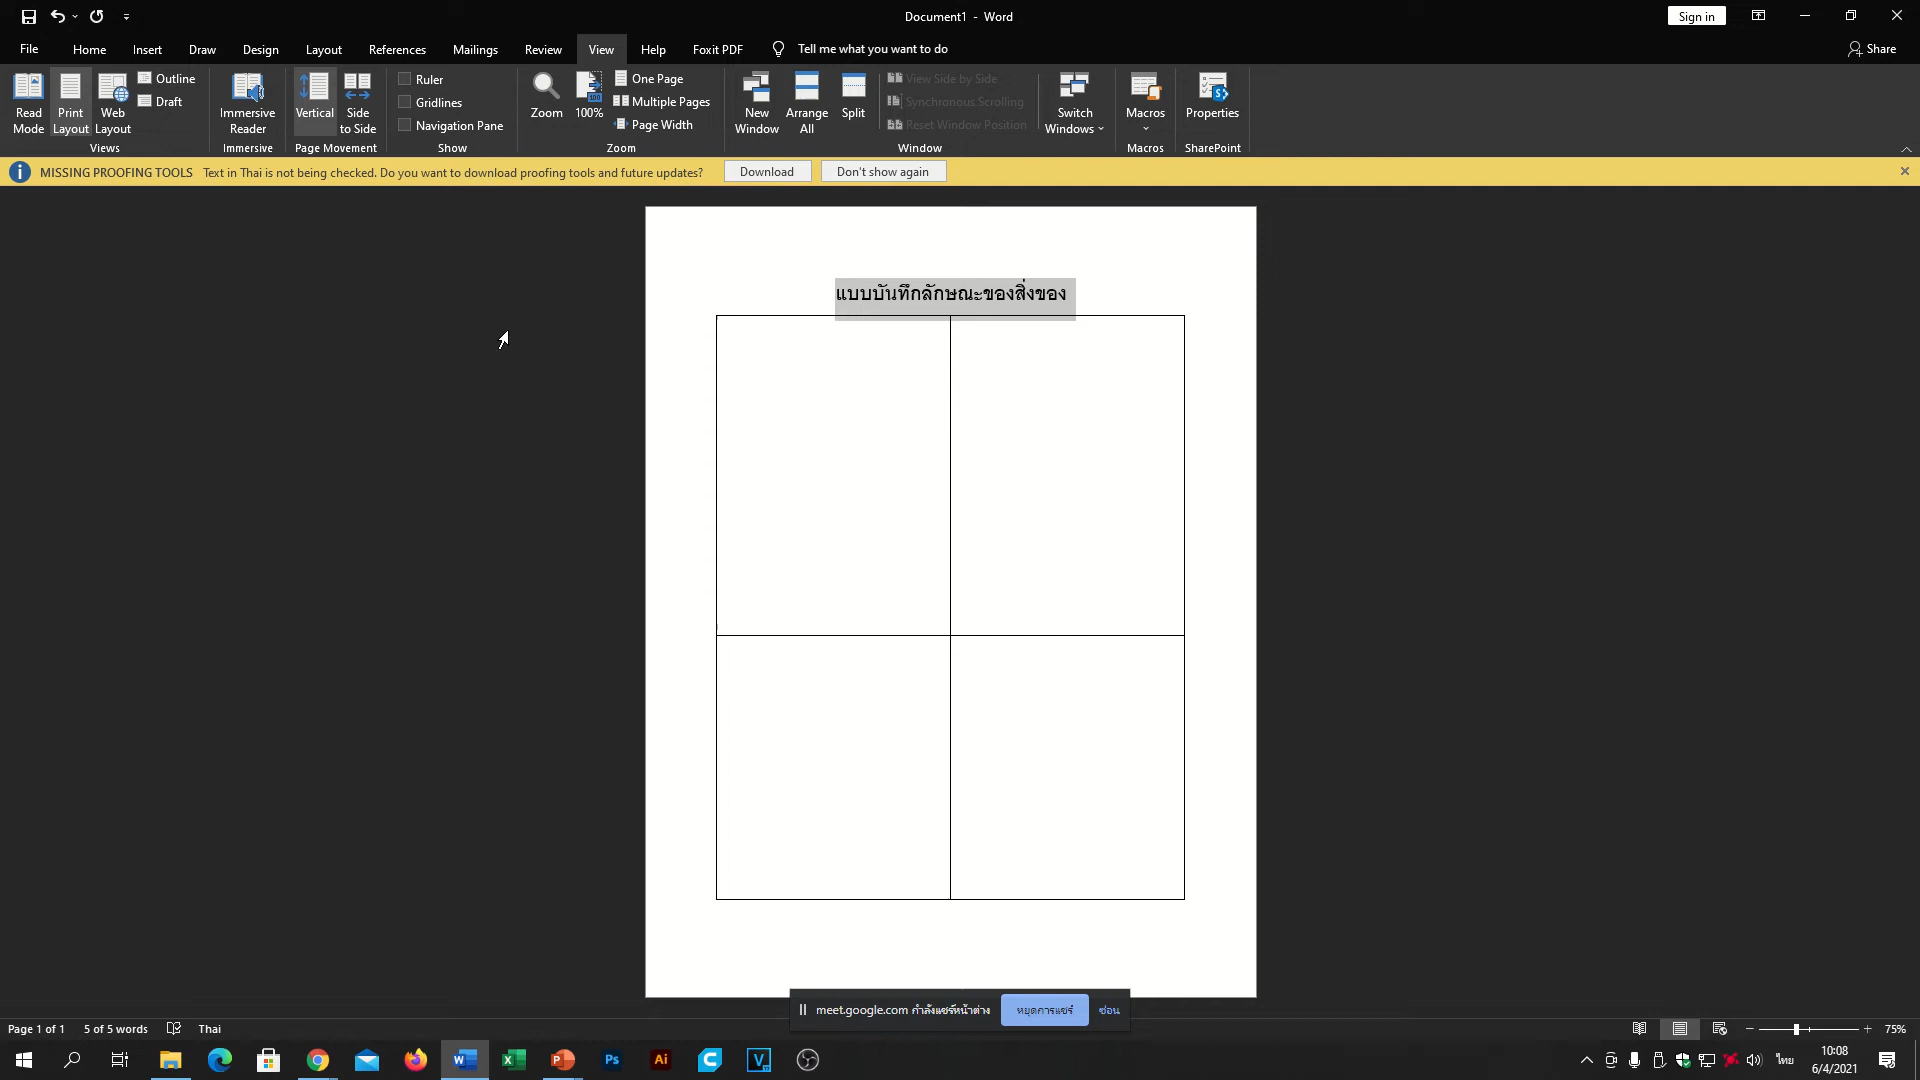 Document1 - Word
Sign in
File Home Insert Draw Design Layout References Mailings Review View Help Foxit PDF Tell me what you want to do Share
Read Mode
Print Layout
Web Layout
Outline
Draft
Views
Immersive Reader
Immersive
Vertical
Side to Side
Page Movement
Ruler
Gridlines
Navigation Pane
Show
Zoom
100%
One Page
Multiple Pages
Page Width
Zoom
New Window
Arrange All
Split
View Side by Side
Synchronous Scrolling
Reset Window Position
Switch Windows
Window
Macros
Macros
Properties
SharePoint
MISSING PROOFING TOOLS Text in Thai is not being checked. Do you want to download proofing tools and future updates? Download Don't show again
แบบบันทึกลักษณะของสิ่งของ
meet.google.com กำลังแชร์หน้าต่าง หยุดการแชร์ ซ่อน
Page 1 of 1 5 of 5 words Thai 75%
ไทย
10:08
6/4/2021